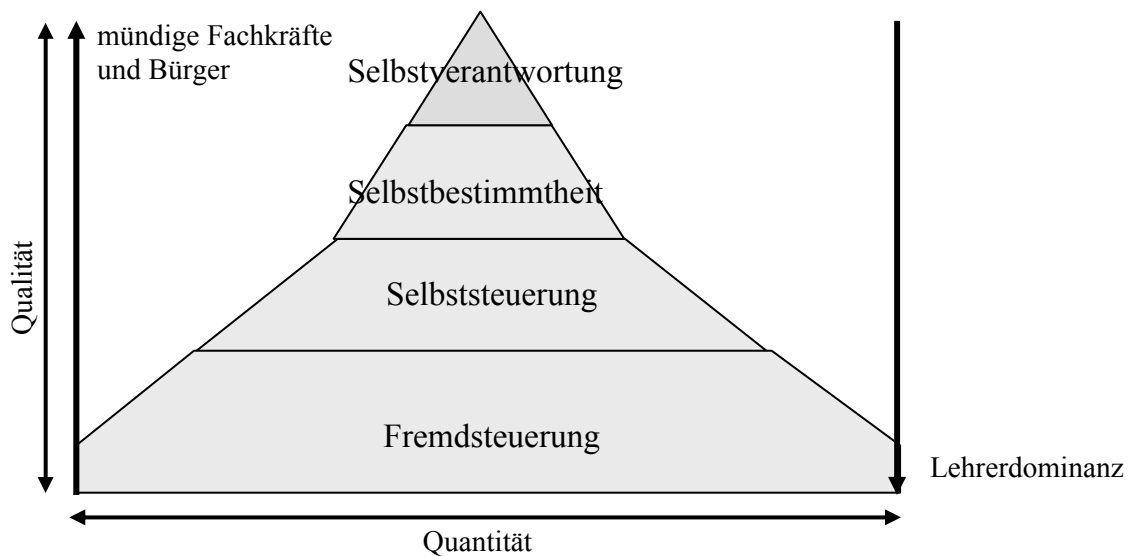 mündige Fachkräfte
und Bürger
Selbstverantwortung
Selbstbestimmtheit
Qualität
Selbststeuerung
Fremdsteuerung
Lehrerdominanz
Quantität